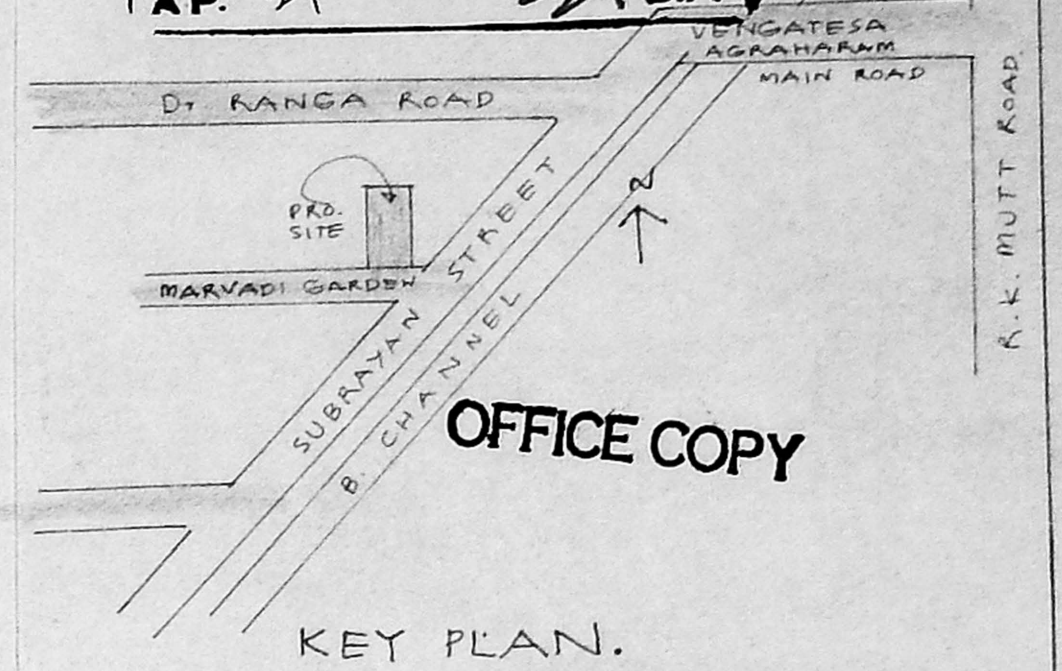 A P.
VENGATESA
AGRAHARAM
MAIN ROAD
Dr RANGA ROAD
R.K. MUTT ROAD.
PRO.
SITE
N
MARVADI GARDEN
SUBRAYAN STREET
B. CHANNEL
OFFICE COPY
KEY PLAN.